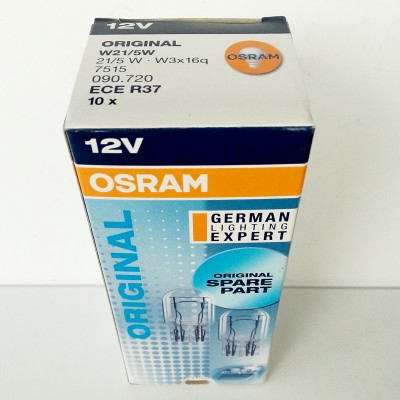 12V
ORIGINAL
W21/5W
21/5 W · W3x16q
7515
090.720
ECE R37
10 x
OSRAM
12V
OSRAM
ORIGINAL
GERMAN
LIGHTING
EXPERT
ORIGINAL
SPARE
PART